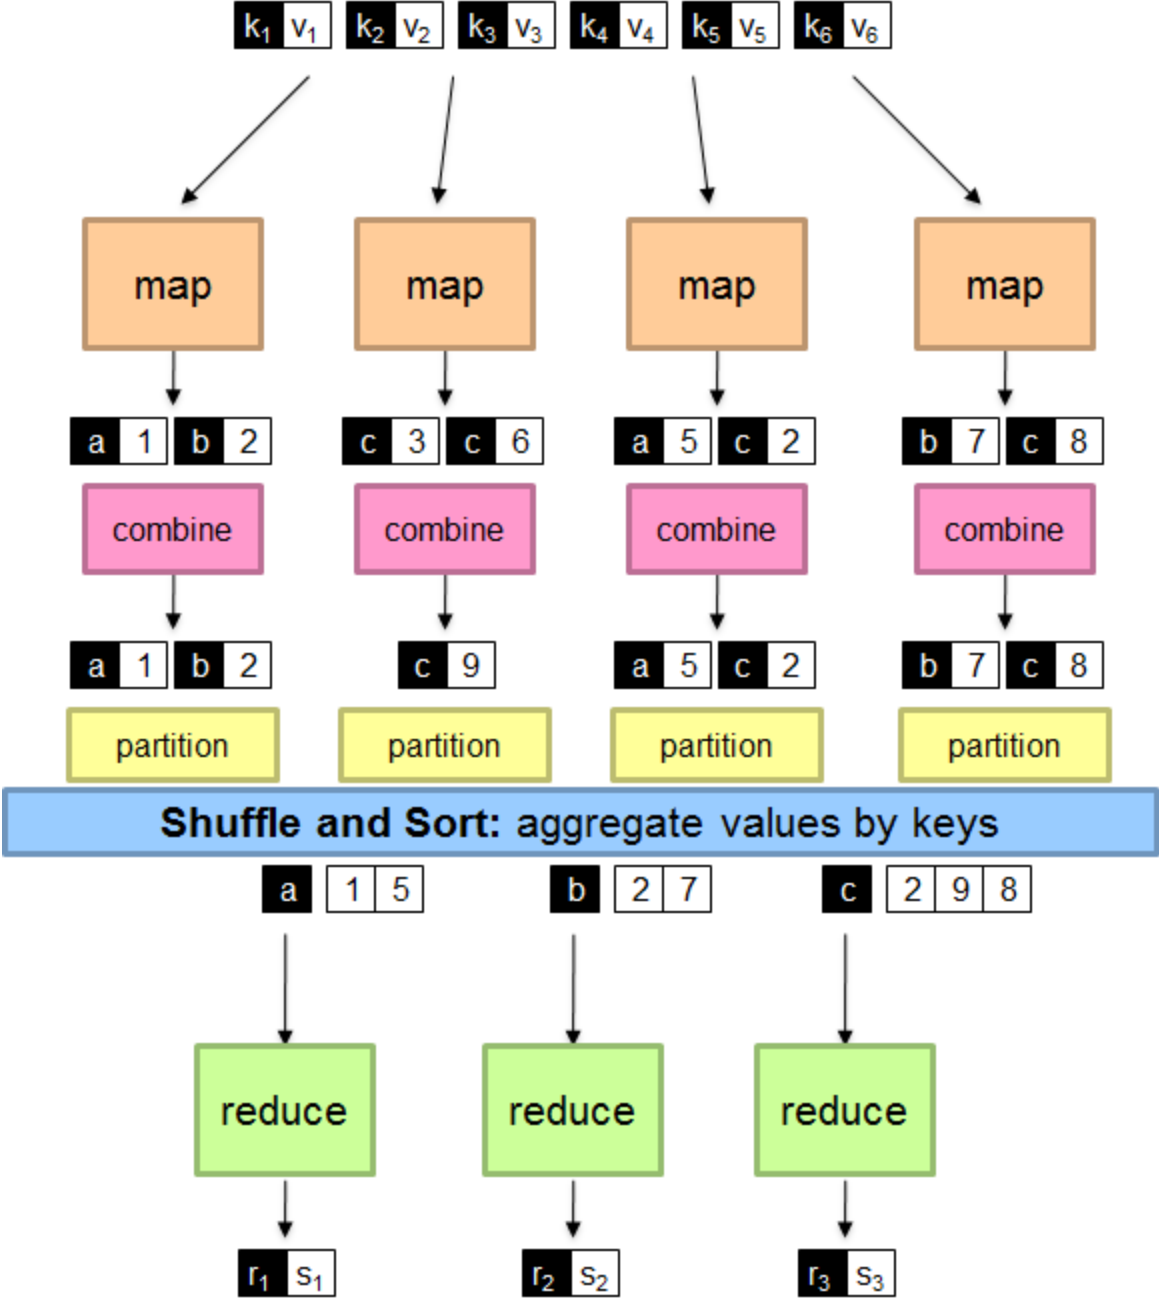 k1 v1 k2 v2 k3 v3 k4 v4 k5 v5 k6 v6
map map map map
a 1 b 2 c 3 c 6 a 5 c 2 b 7 c 8
combine combine combine combine
a 1 b 2 c 9 a 5 c 2 b 7 c 8
partition partition partition partition
Shuffle and Sort: aggregate values by keys
a 1 5 b 2 7 c 2 9 8
reduce reduce reduce
r1 s1 r2 s2 r3 s3